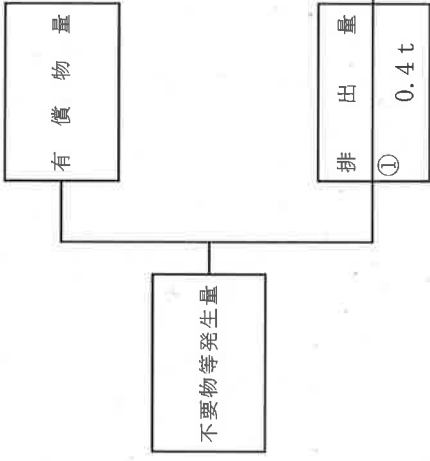 有償物量
不要物等発生量
排出量
① 0.4t